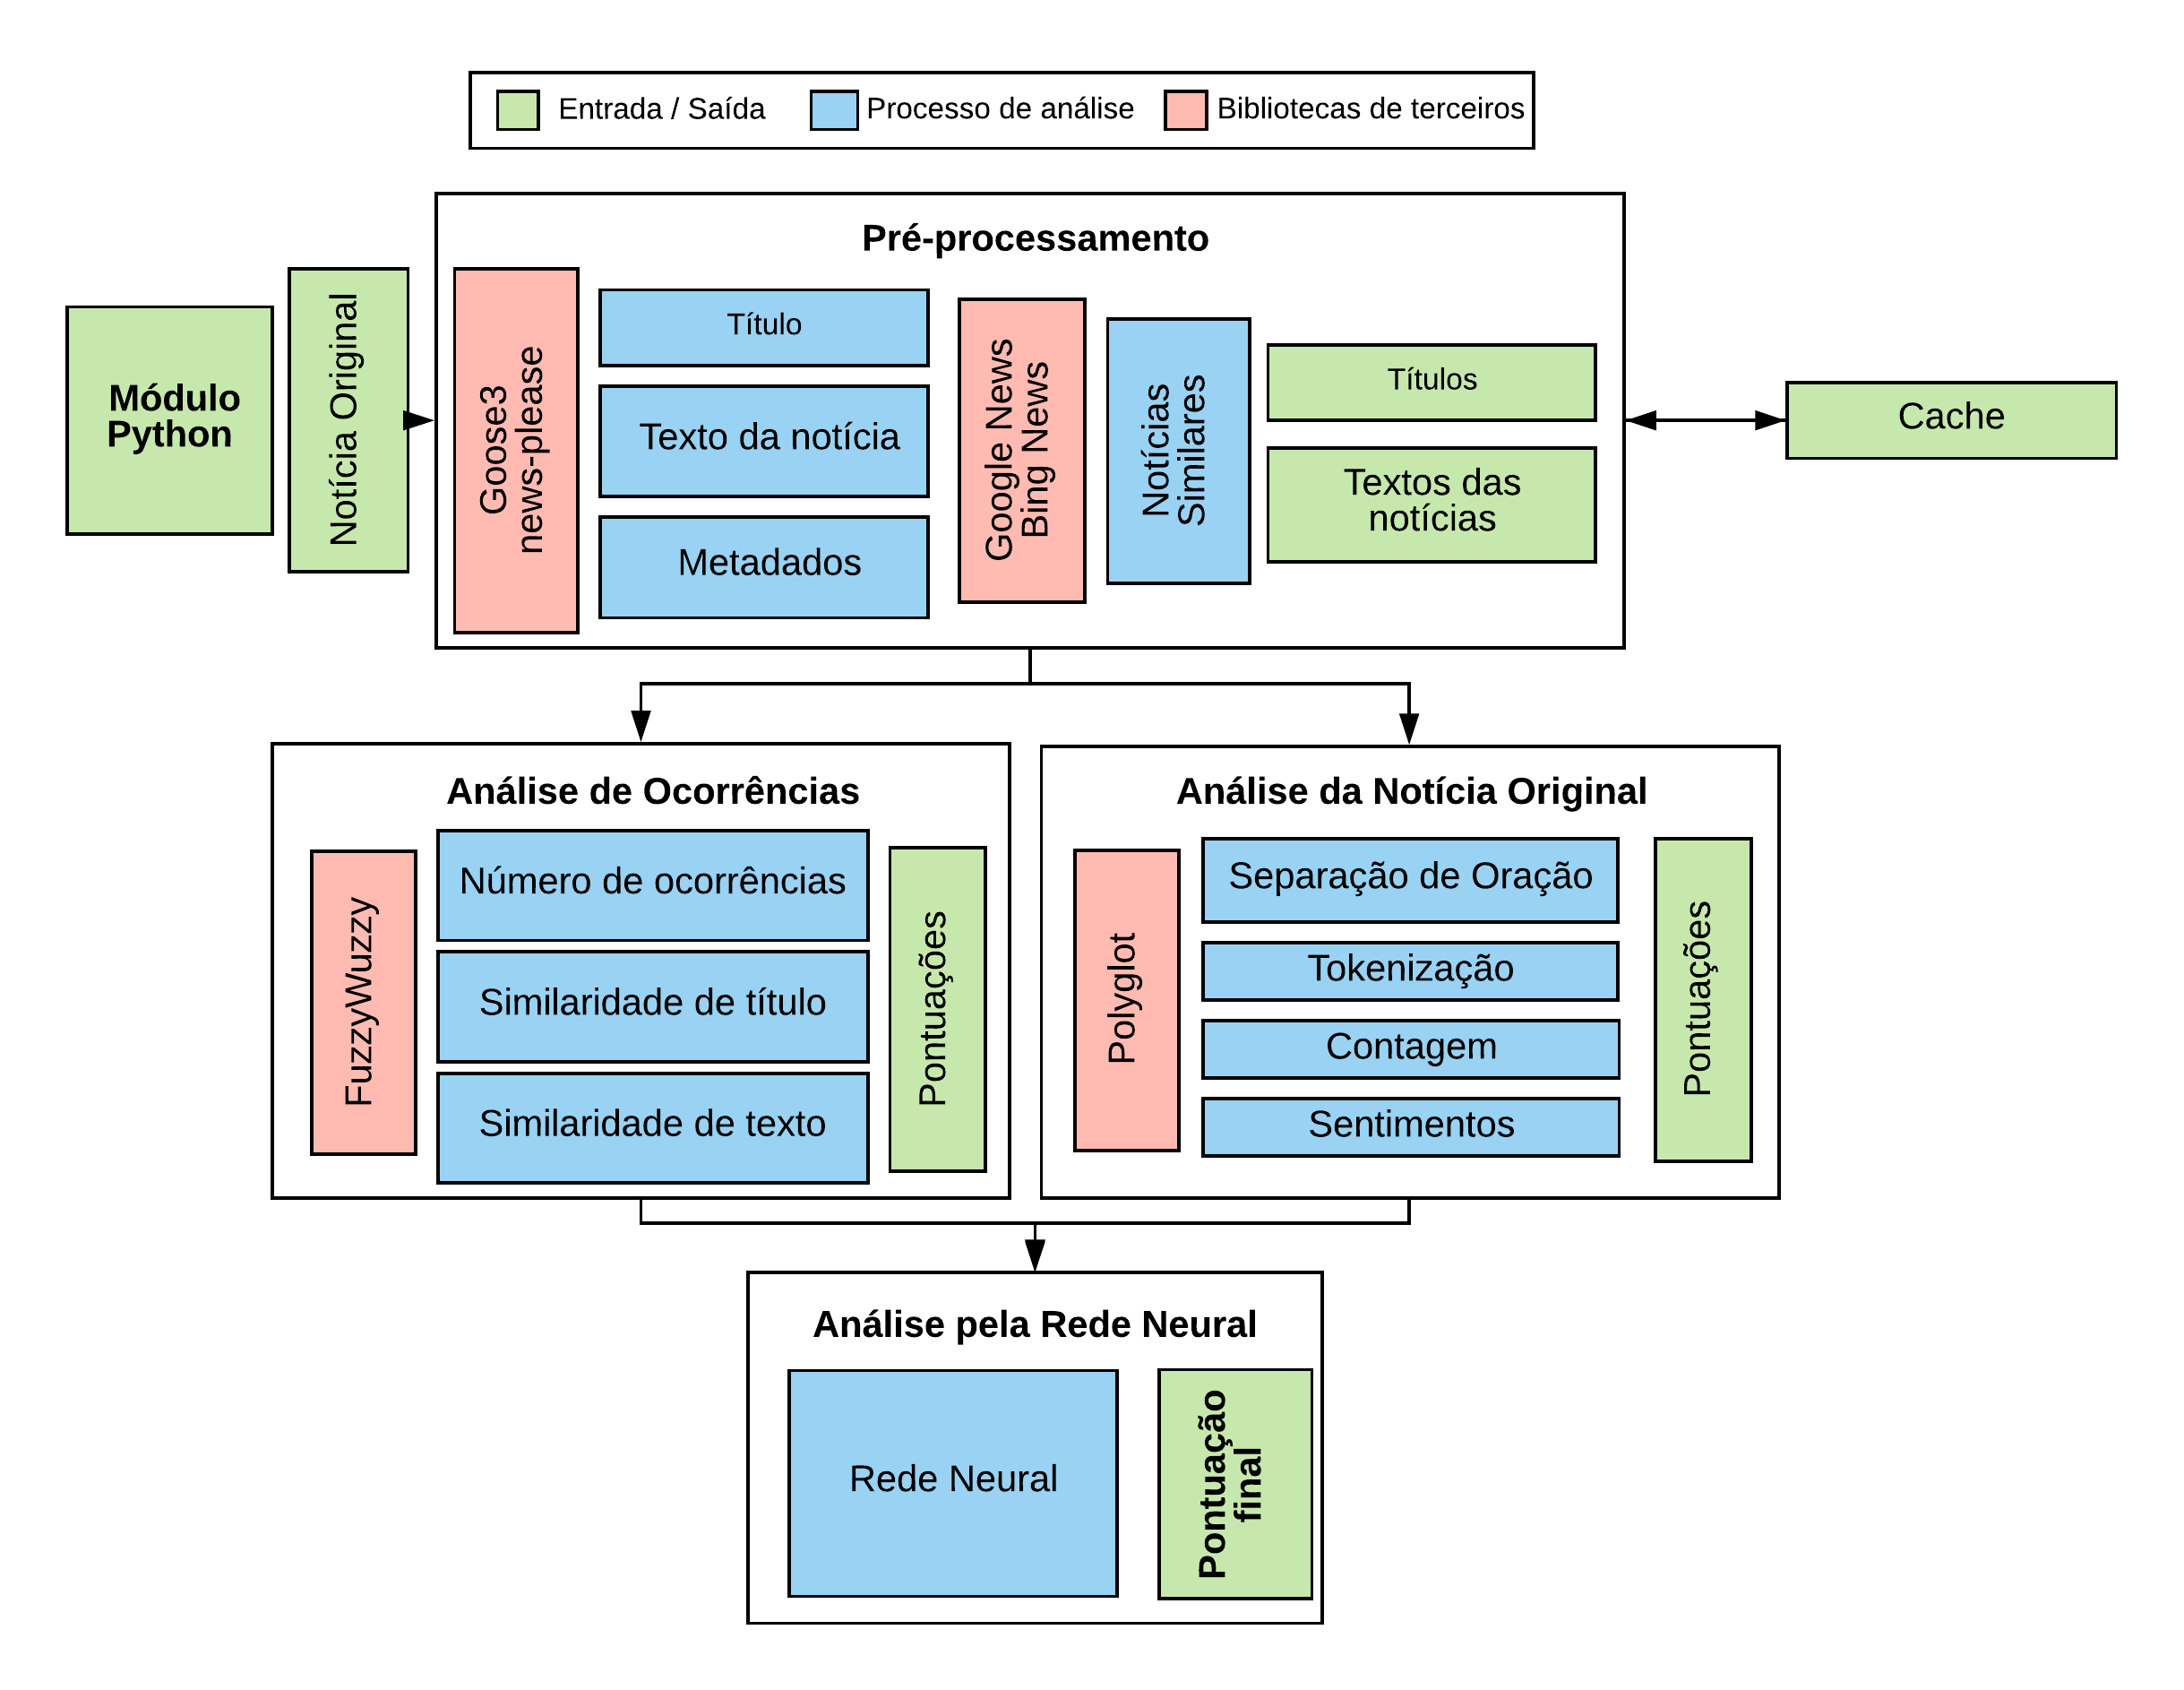 Entrada / Saída
Processo de análise
Bibliotecas de terceiros
Módulo
Python
Notícia Original
Pré-processamento
Goose3
news-please
Título
Texto da notícia
Metadados
Google News
Bing News
Notícias
Similares
Títulos
Textos das
notícias
Cache
Análise de Ocorrências
FuzzyWuzzy
Número de ocorrências
Similaridade de título
Similaridade de texto
Pontuações
Análise da Notícia Original
Polyglot
Separação de Oração
Tokenização
Contagem
Sentimentos
Pontuações
Análise pela Rede Neural
Rede Neural
Pontuação
final